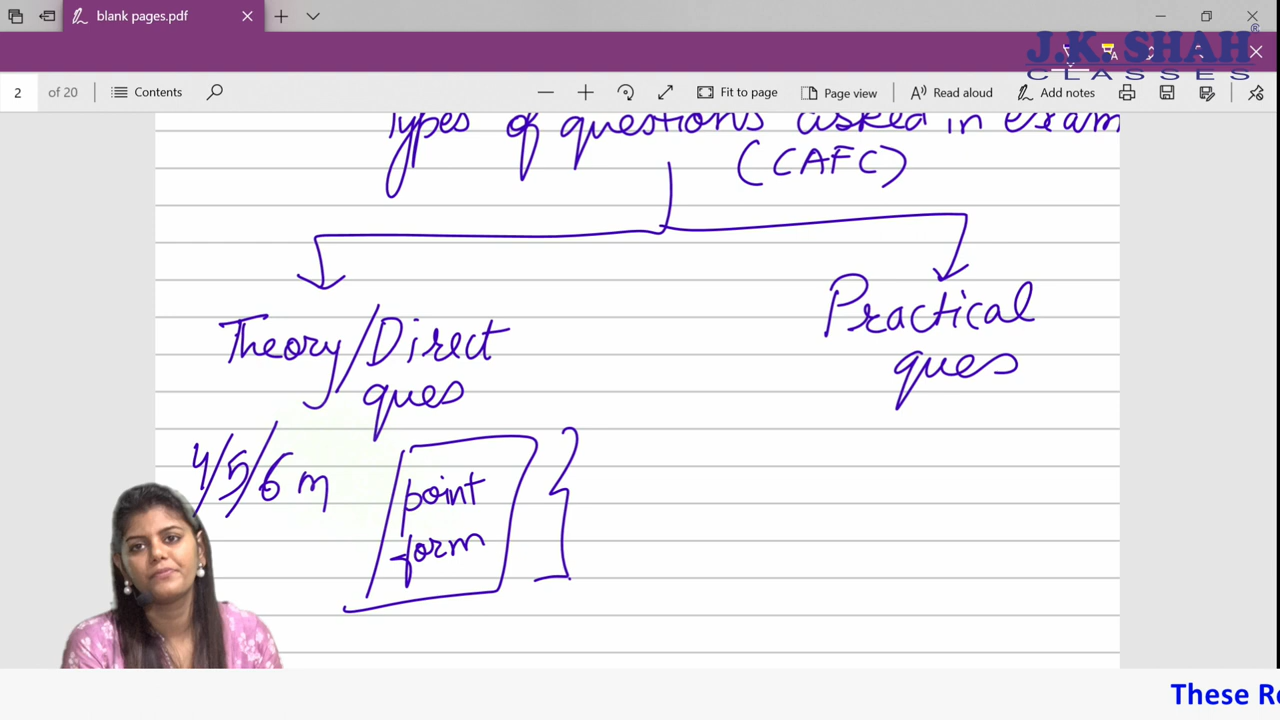 blank pages.pdf
J.K. SHAH®
CLASSES
2 of 20 Contents Fit to page Page view Read aloud Add notes
Types of questions asked in exam
(CAFC)
Theory/Direct
ques
Practical
ques
4/5/6 m
point
form
These Re